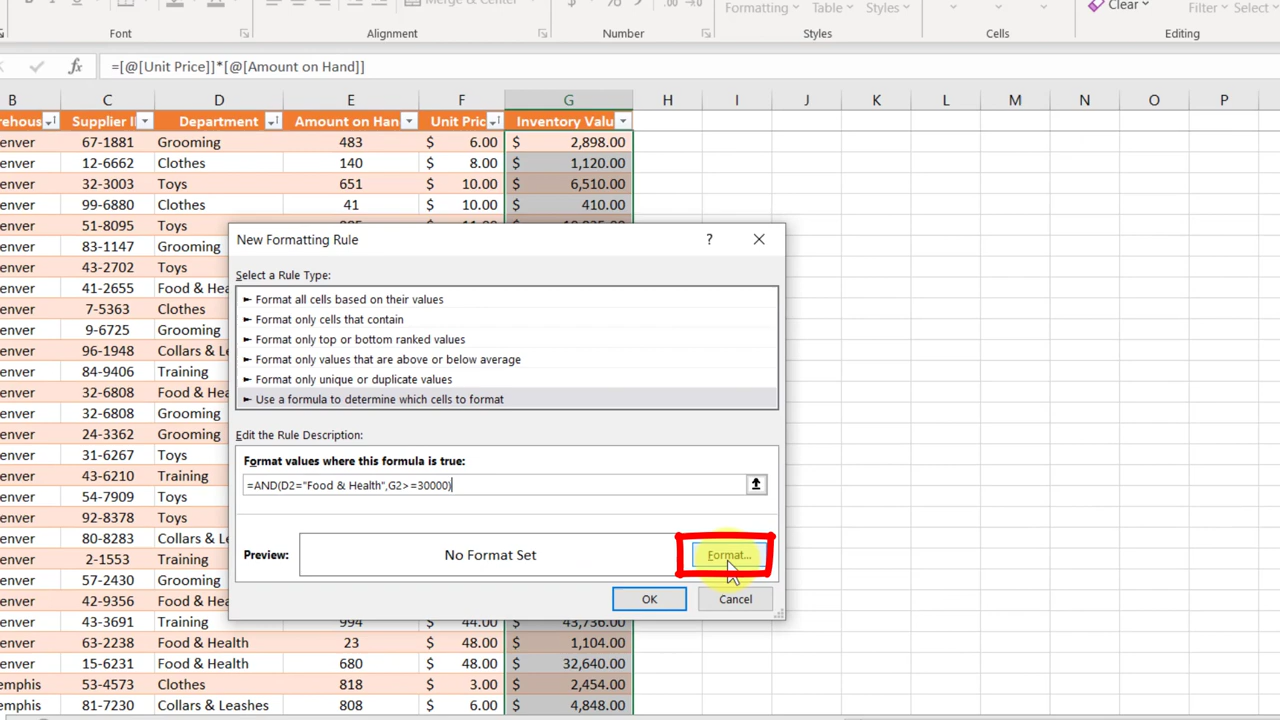 Merge & Center
Formatting Table Styles
Clear
Filter Select
Font Alignment Number Styles Cells Editing
fx =[@[Unit Price]]*[@[Amount on Hand]]
B C D E F G H I J K L M N O P
rehous Supplier I Department Amount on Han Unit Pric Inventory Valu
enver 67-1881 Grooming 483 $ 6.00 $ 2,898.00
enver 12-6662 Clothes 140 $ 8.00 $ 1,120.00
enver 32-3003 Toys 651 $ 10.00 $ 6,510.00
enver 99-6880 Clothes 41 $ 10.00 $ 410.00
enver 51-8095 Toys
enver 83-1147 Grooming
enver 43-2702 Toys
enver 41-2655 Food & Hea
enver 7-5363 Clothes
enver 9-6725 Grooming
enver 96-1948 Collars & Le
enver 84-9406 Training
enver 32-6808 Food & Hea
enver 32-6808 Grooming
enver 24-3362 Grooming
enver 31-6267 Toys
enver 43-6210 Training
enver 54-7909 Toys
enver 92-8378 Toys
enver 80-8283 Collars & Le
enver 2-1553 Training
enver 57-2430 Grooming
enver 42-9356 Food & Hea
enver 43-3691 Training 994 $ 44.00 $ 43,736.00
enver 63-2238 Food & Health 23 $ 48.00 $ 1,104.00
enver 15-6231 Food & Health 680 $ 48.00 $ 32,640.00
emphis 53-4573 Clothes 818 $ 3.00 $ 2,454.00
emphis 81-7230 Collars & Leashes 808 $ 6.00 $ 4,848.00
New Formatting Rule ?
Select a Rule Type:
► Format all cells based on their values
► Format only cells that contain
► Format only top or bottom ranked values
► Format only values that are above or below average
► Format only unique or duplicate values
► Use a formula to determine which cells to format
Edit the Rule Description:
Format values where this formula is true:
=AND(D2="Food & Health",G2>=30000)
Preview: No Format Set Format...
OK Cancel